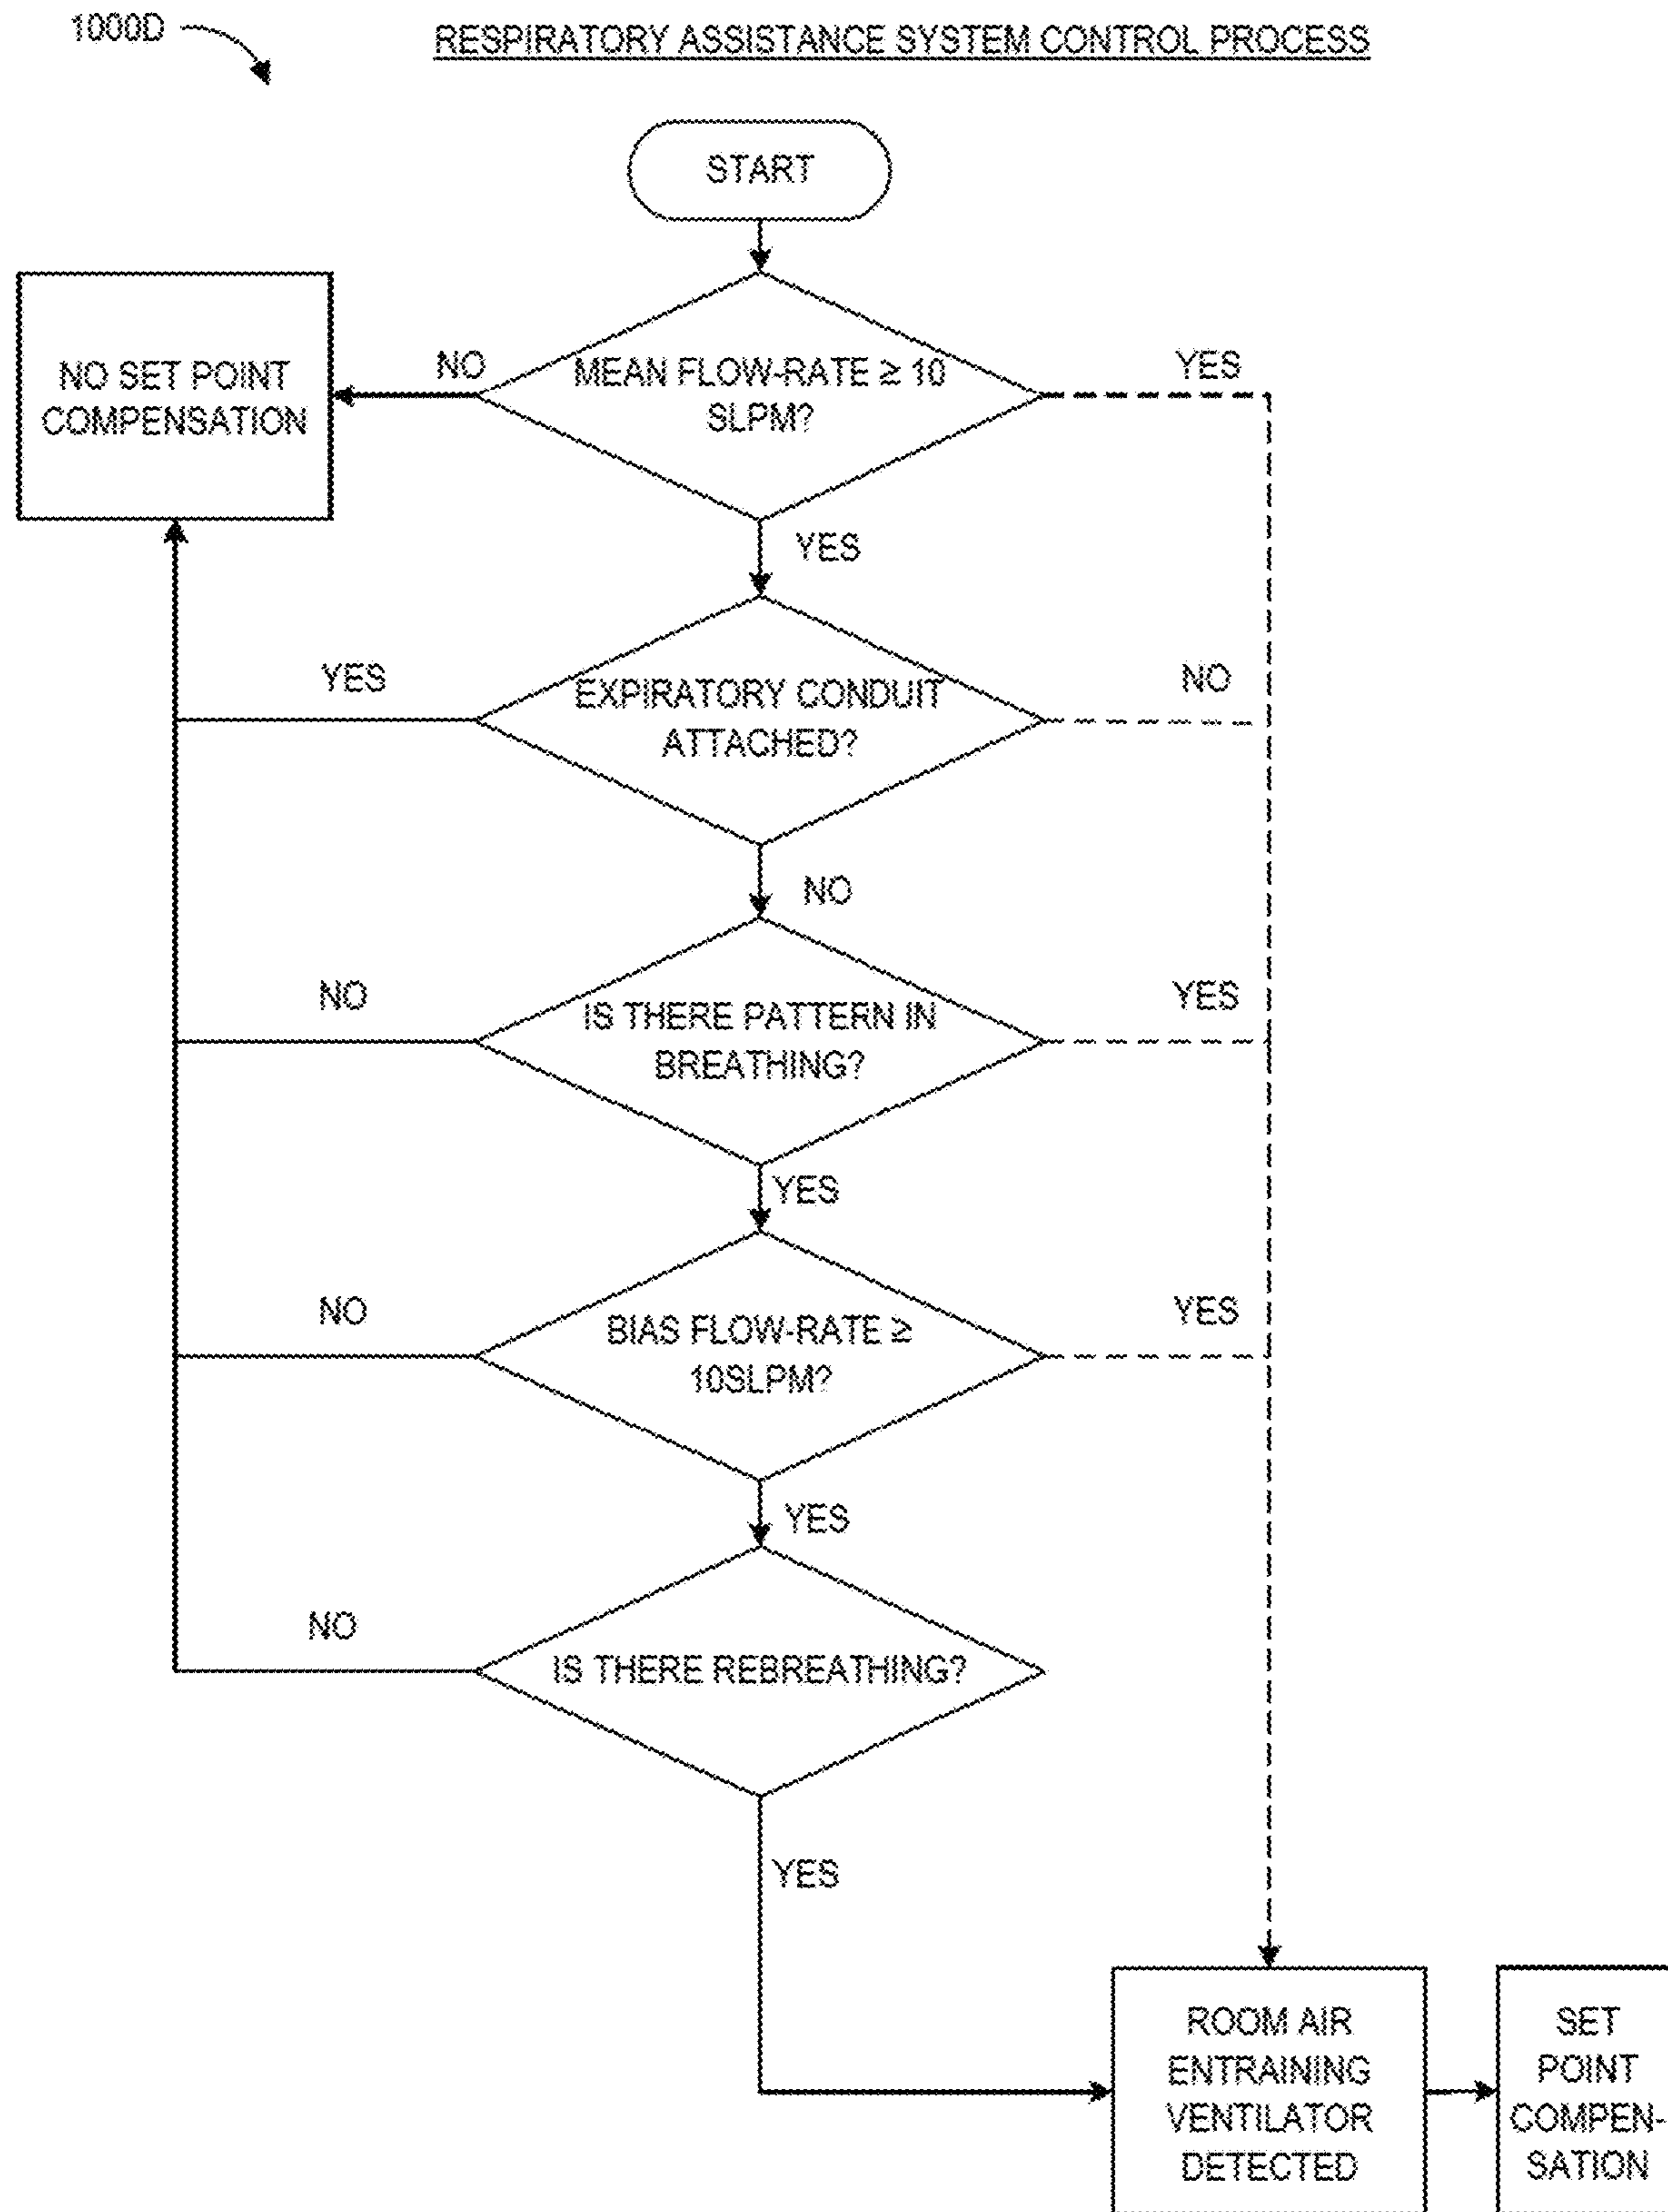 1000D
RESPIRATORY ASSISTANCE SYSTEM CONTROL PROCESS
START
NO SET POINT
COMPENSATION
NO
MEAN FLOW-RATE ≥ 10
SLPM?
YES
YES
YES
EXPIRATORY CONDUIT
ATTACHED?
NO
NO
NO
IS THERE PATTERN IN
BREATHING?
YES
YES
NO
BIAS FLOW-RATE ≥
10SLPM?
YES
YES
NO
IS THERE REBREATHING?
YES
ROOM AIR
ENTRAINING
VENTILATOR
DETECTED
SET
POINT
COMPEN-
SATION